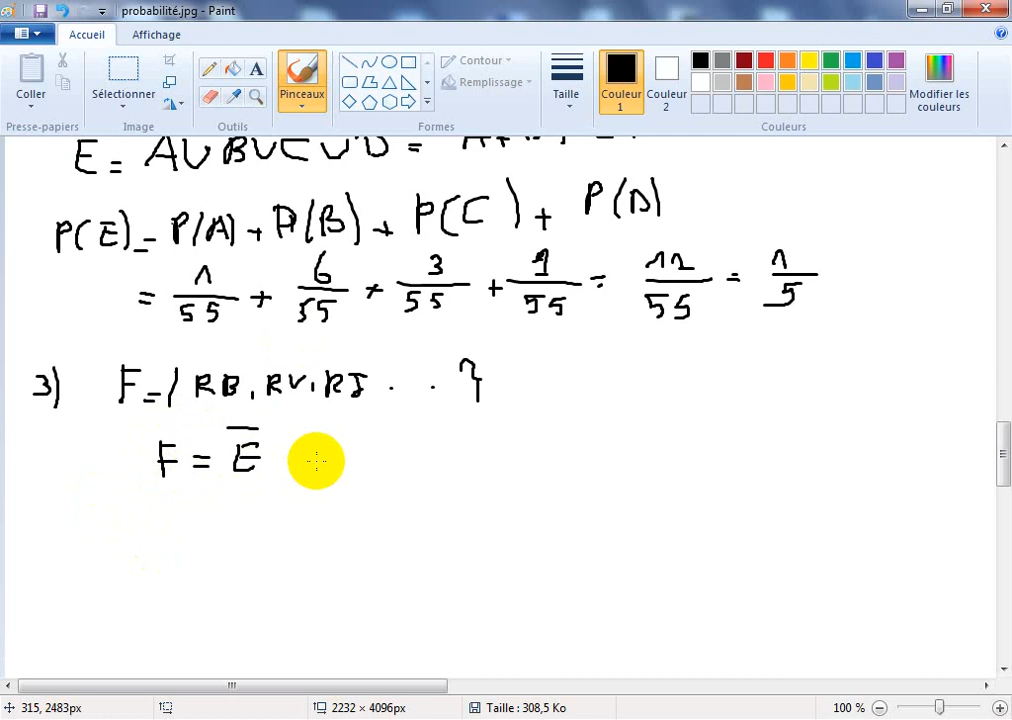 probabilité.jpg - Paint
Accueil Affichage
Coller Sélectionner Pinceaux Contour Remplissage Taille Couleur 1 Couleur 2 Modifier les couleurs
Presse-papiers Image Outils Formes Couleurs
E = A∪B∪C∪D =
P(E) = P(A) + P(B) + P(C) + P(D)
= 1/55 + 6/55 + 3/55 + 1/55 = 11/55 = 1/5
3) F = { RB, RV, RJ . . }
F = E̅
315, 2483px 2232 × 4096px Taille : 308,5 Ko 100 %